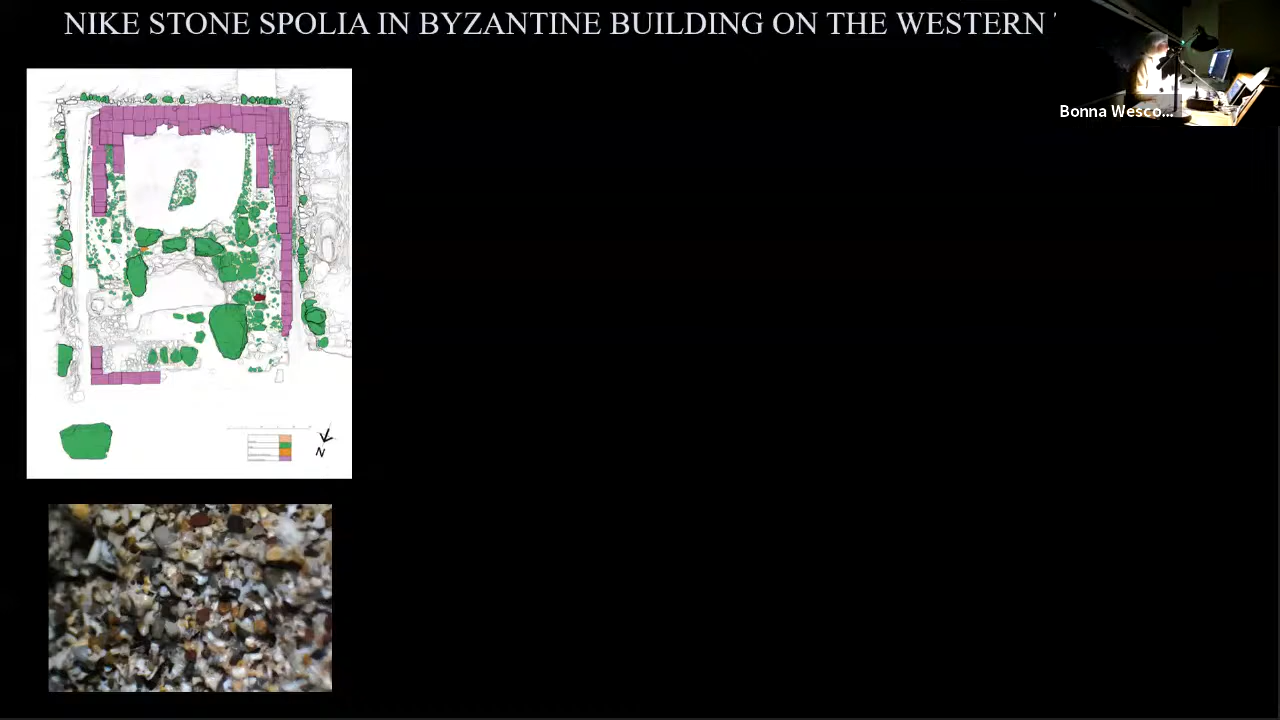 NIKE STONE SPOLIA IN BYZANTINE BUILDING ON THE WESTERN
Bonna Wesco...
N